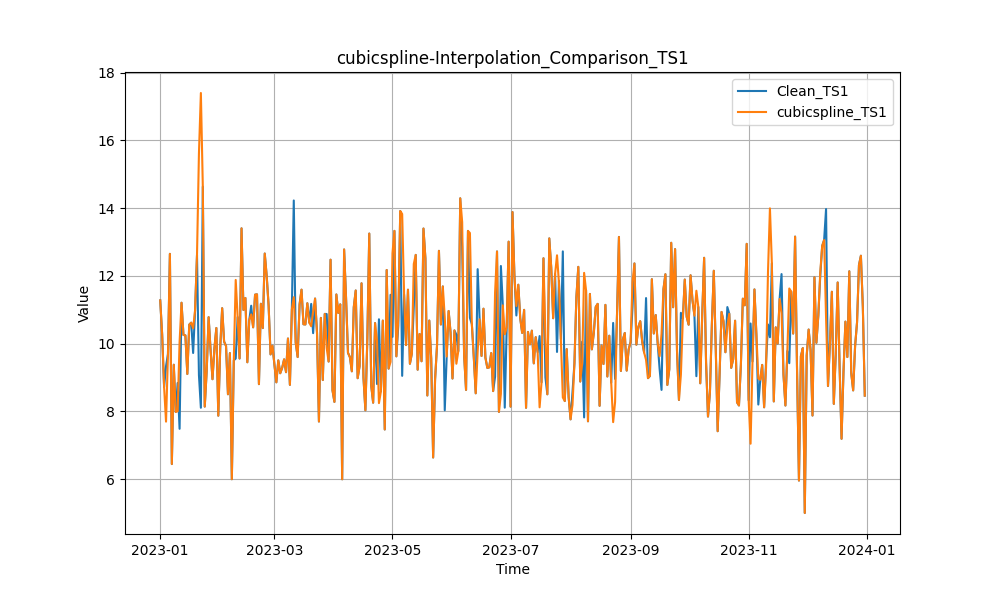 cubicspline-Interpolation_Comparison_TS1
Clean_TS1
cubicspline_TS1
Value
18
16
14
12
10
8
6
2023-01
2023-03
2023-05
2023-07
2023-09
2023-11
2024-01
Time